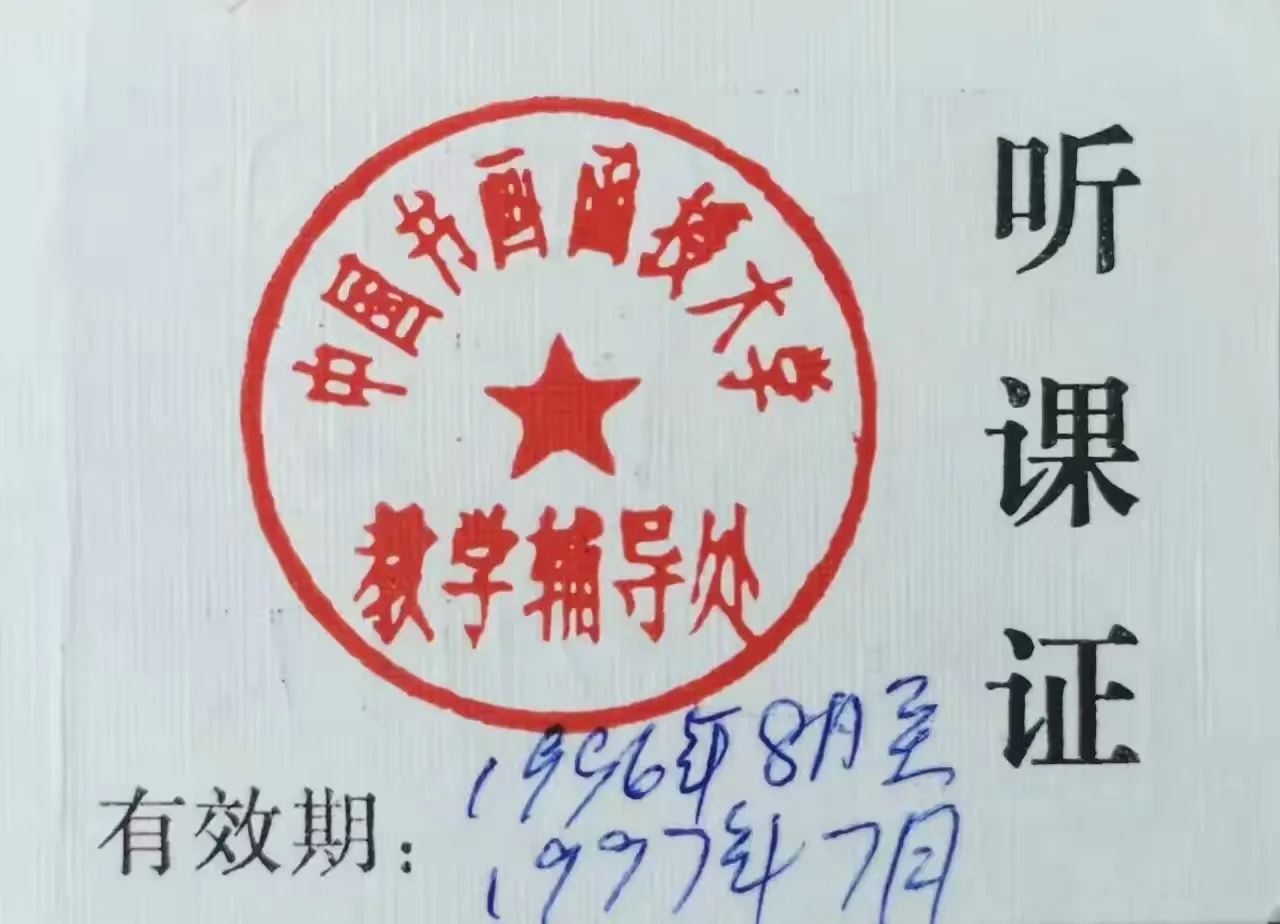 中国书画函授大学
教学辅导处
听课证
有效期：1996年8月至
1997年7月